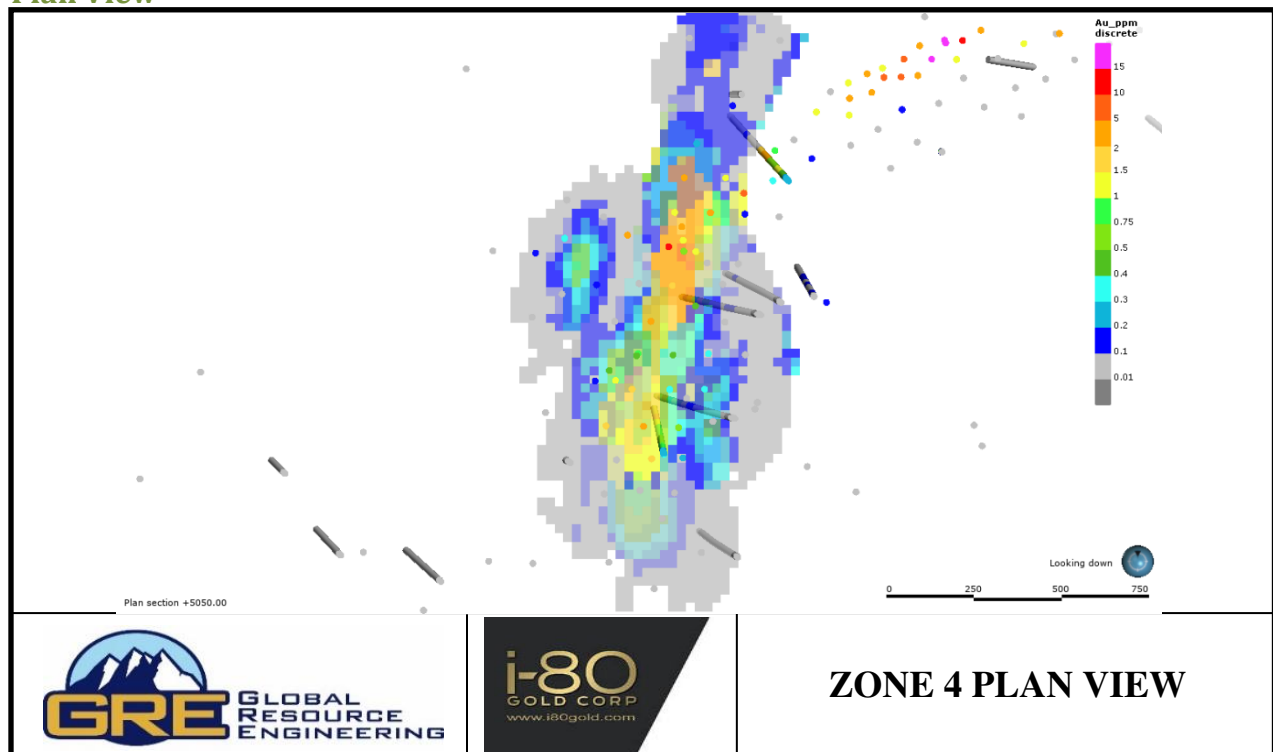 Plan View
Au_ppm
discrete
15
10
5
2
1.5
1
0.75
0.5
0.4
0.3
0.2
0.1
0.01
Looking down
0 250 500 750
Plan section +5050.00
GRE GLOBAL
RESOURCE
ENGINEERING
i-80
GOLD CORP
www.i80gold.com
ZONE 4 PLAN VIEW